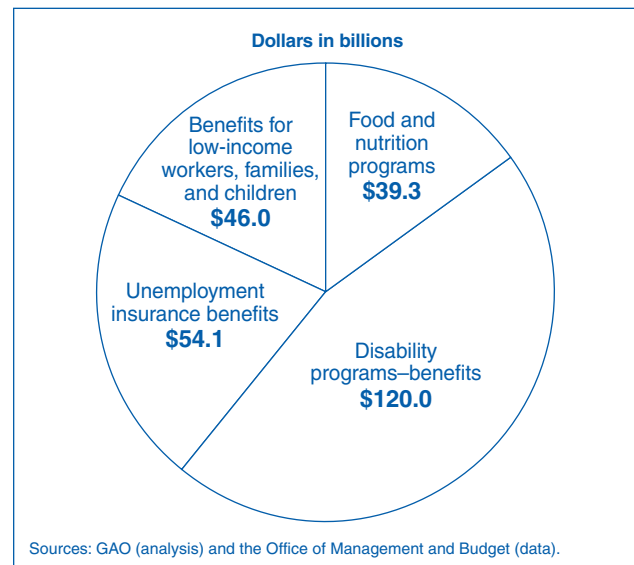 Dollars in billions
Food and
nutrition
programs
$39.3
Disability
programs–benefits
$120.0
Unemployment
insurance benefits
$54.1
Benefits for
low-income
workers, families,
and children
$46.0
Sources: GAO (analysis) and the Office of Management and Budget (data).